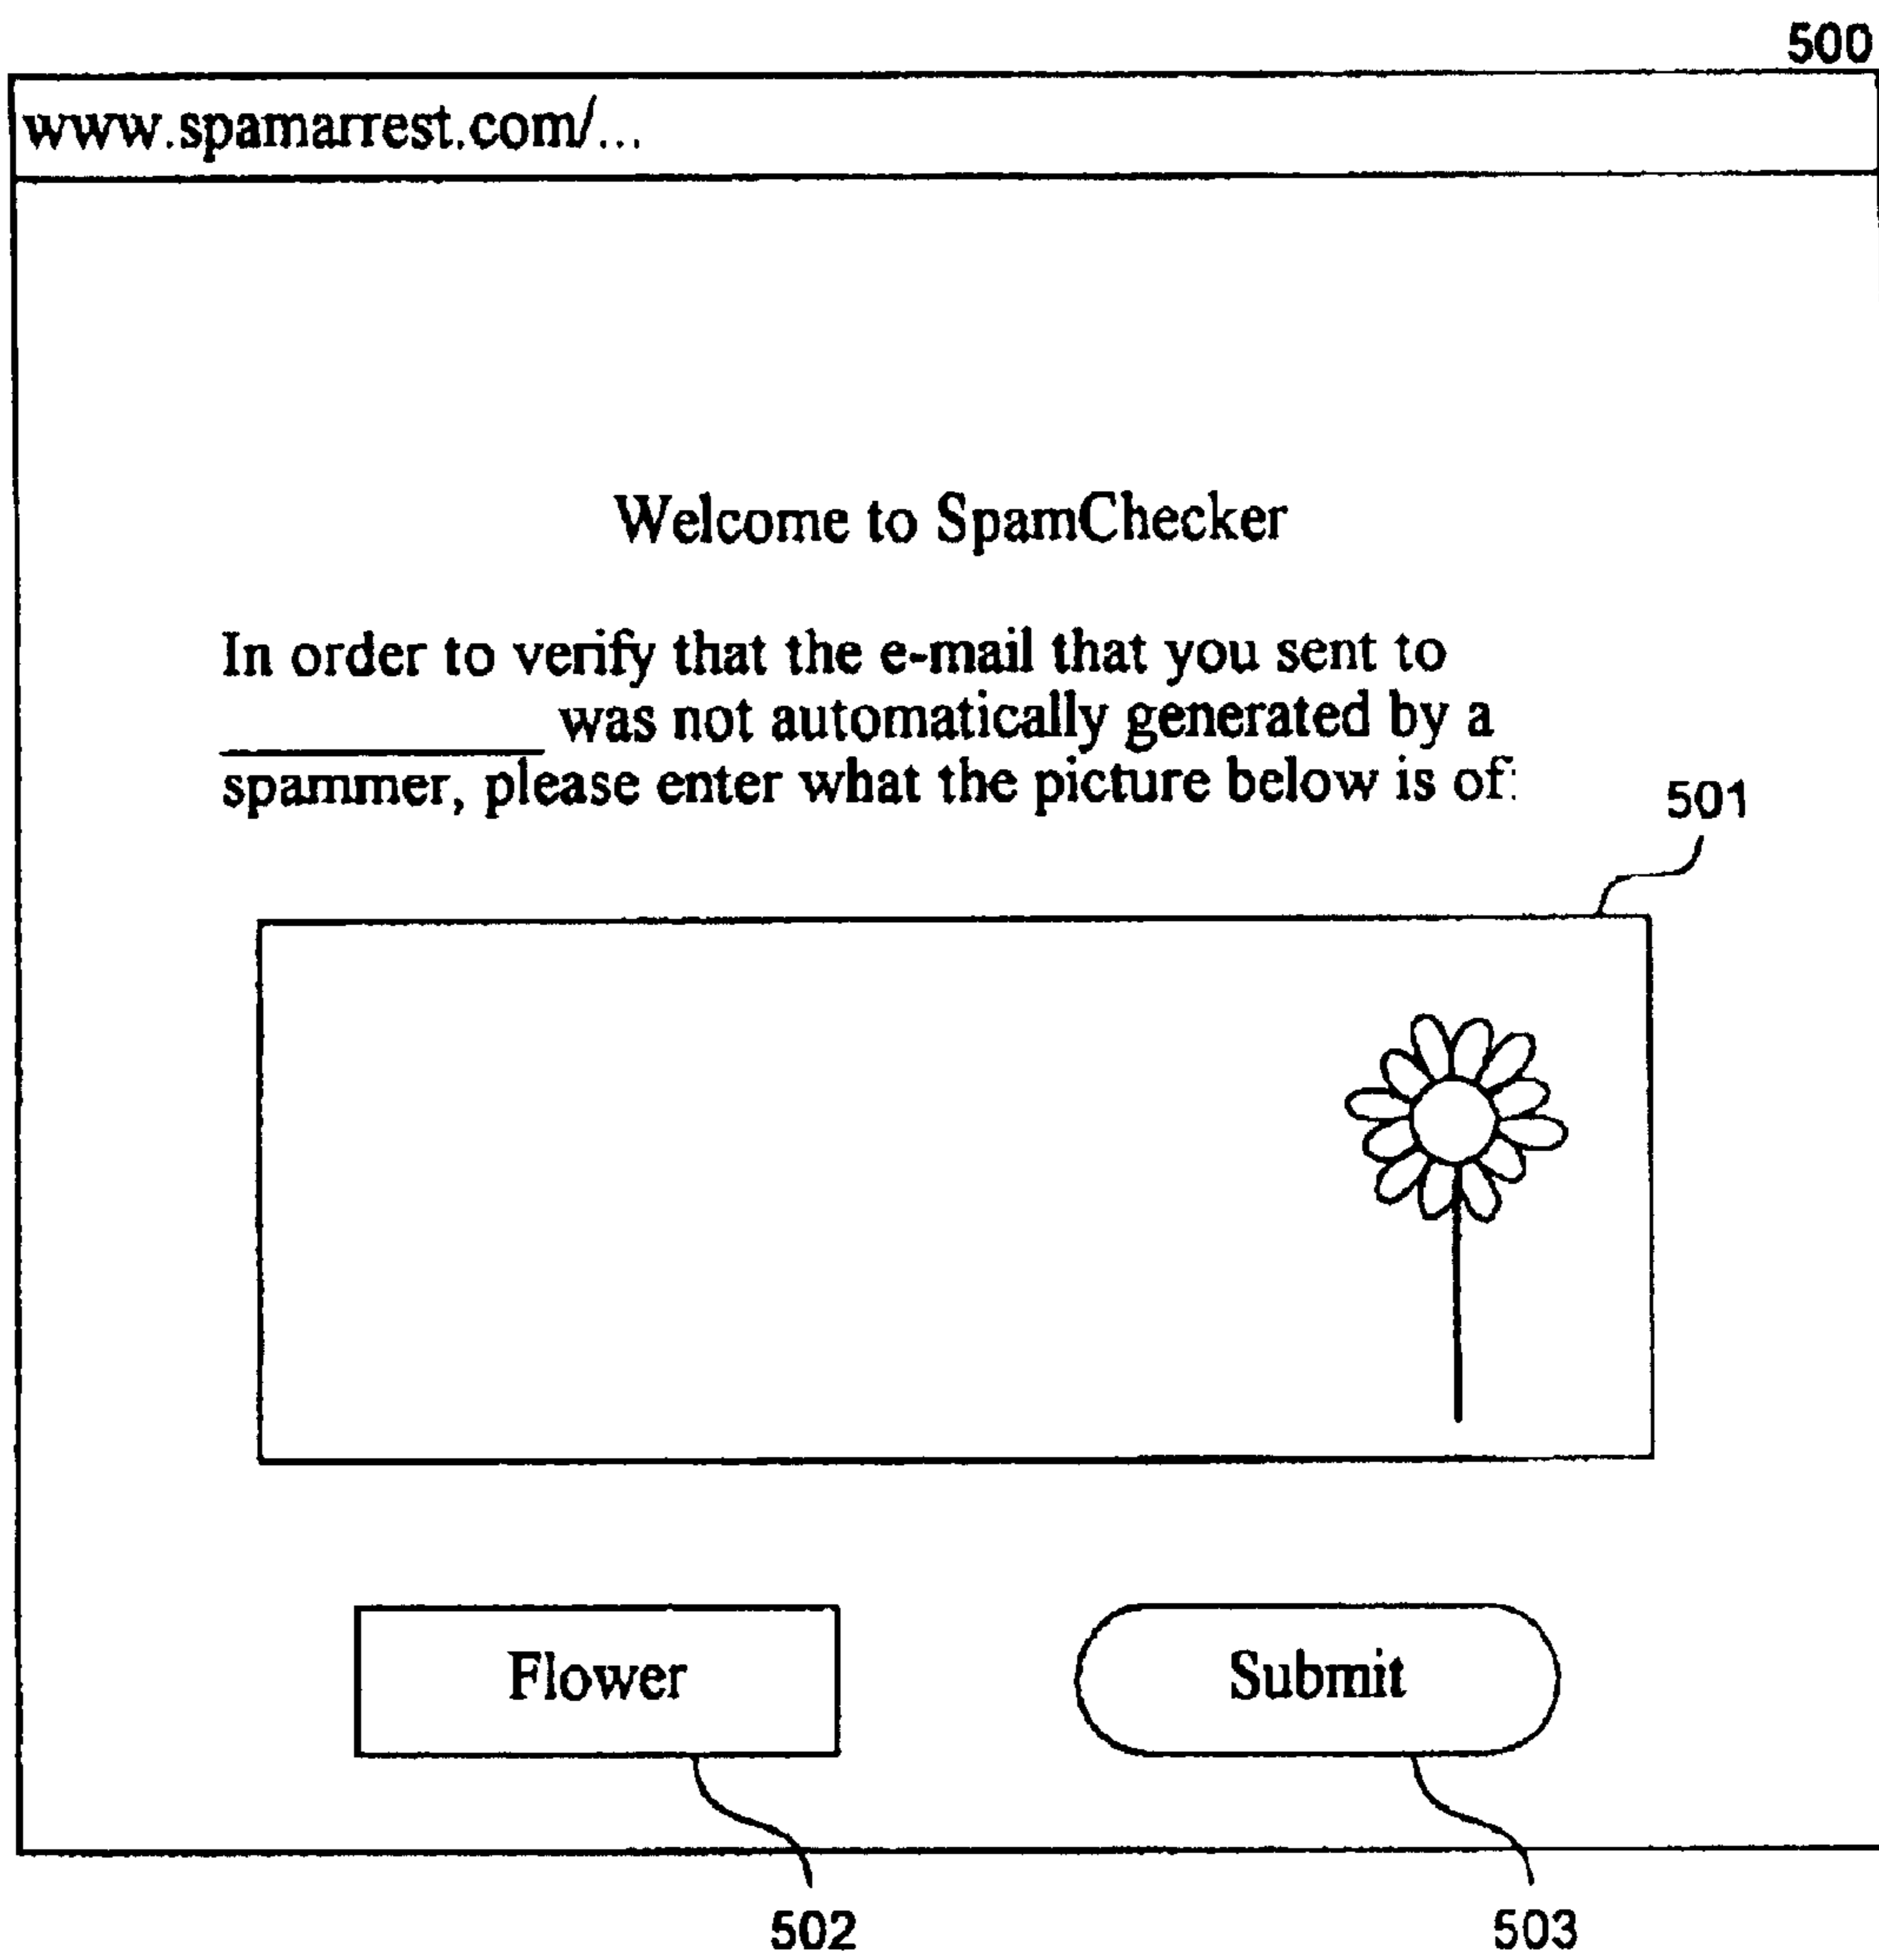 500
www.spamarrest.com/...
Welcome to SpamChecker
In order to verify that the e-mail that you sent to
__________ was not automatically generated by a
spammer, please enter what the picture below is of:
501
Flower
Submit
502
503